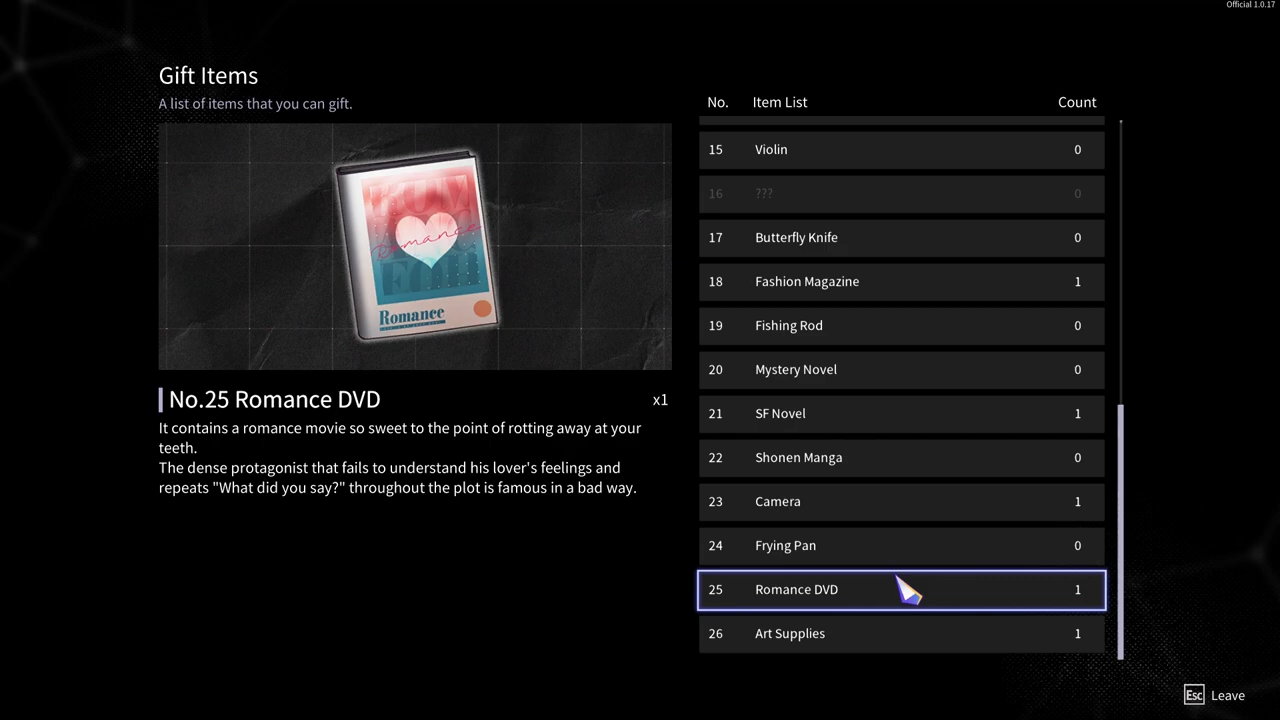 Official 1.0.17
Gift Items
A list of items that you can gift.
Romance
Romance
No.25 Romance DVD
x1
It contains a romance movie so sweet to the point of rotting away at your
teeth.
The dense protagonist that fails to understand his lover's feelings and
repeats "What did you say?" throughout the plot is famous in a bad way.
No. Item List Count
15 Violin 0
16 ??? 0
17 Butterfly Knife 0
18 Fashion Magazine 1
19 Fishing Rod 0
20 Mystery Novel 0
21 SF Novel 1
22 Shonen Manga 0
23 Camera 1
24 Frying Pan 0
25 Romance DVD 1
26 Art Supplies 1
Esc Leave